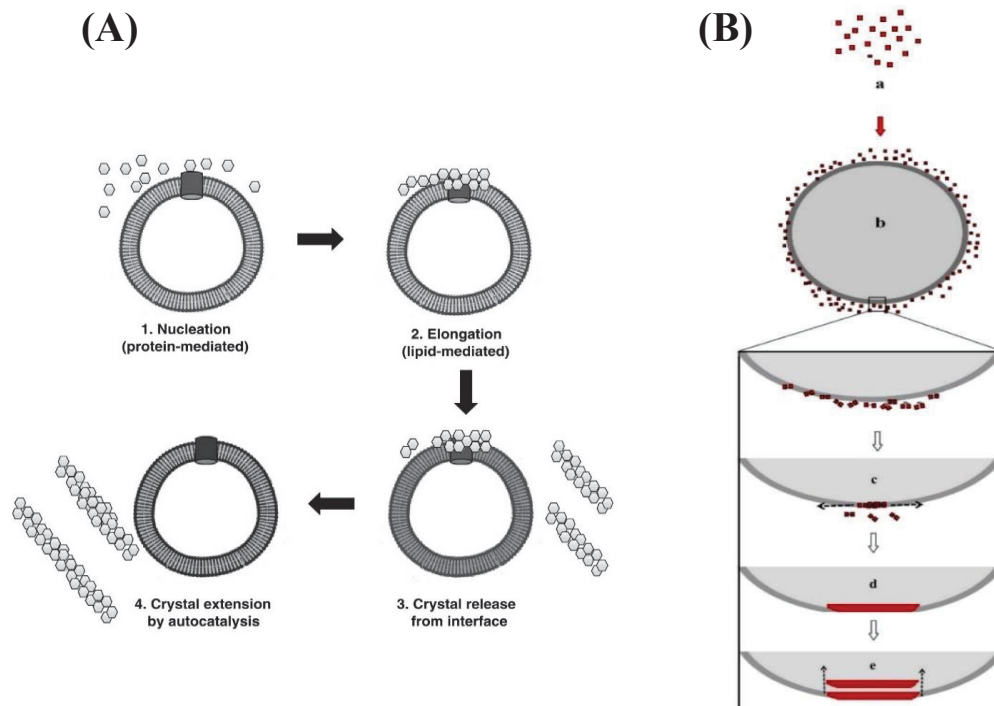 (A)
1. Nucleation
(protein-mediated)
2. Elongation
(lipid-mediated)
4. Crystal extension
by autocatalysis
3. Crystal release
from interface
(B)
a
b
c
d
e